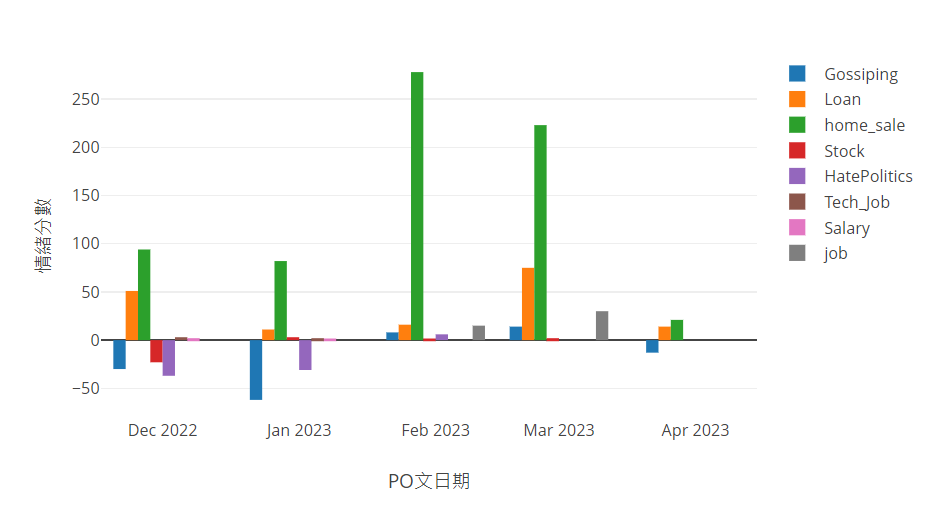 250
200
150
100
50
0
−50
情緒分數
Dec 2022
Jan 2023
Feb 2023
Mar 2023
Apr 2023
PO文日期
Gossiping
Loan
home_sale
Stock
HatePolitics
Tech_Job
Salary
job